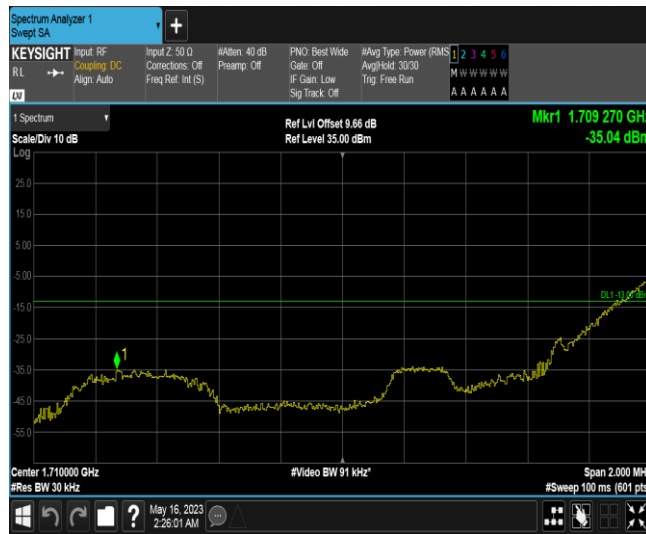 Spectrum Analyzer 1
Swept SA
+
KEYSIGHT
RL
LXI
Input: RF
Coupling: DC
Align: Auto
Input Z: 50 Ω
Corrections: Off
Freq Ref: Int (S)
#Atten: 40 dB
Preamp: Off
PNO: Best Wide
Gate: Off
IF Gain: Low
Sig Track: Off
#Avg Type: Power (RMS
Avg|Hold: 30/30
Trig: Free Run
1 2 3 4 5 6
M W W W W W
A A A A A A
1 Spectrum
Scale/Div 10 dB
Ref Lvl Offset 9.66 dB
Ref Level 35.00 dBm
Mkr1 1.709 270 GHz
-35.04 dBm
Log
25.0
15.0
5.00
-5.00
DL1 -13.00 dBm
-15.0
-25.0
-35.0
1
-45.0
-55.0
Center 1.710000 GHz
#Video BW 91 kHz*
Span 2.000 MH
#Res BW 30 kHz
#Sweep 100 ms (601 pts
?
May 16, 2023
2:26:01 AM